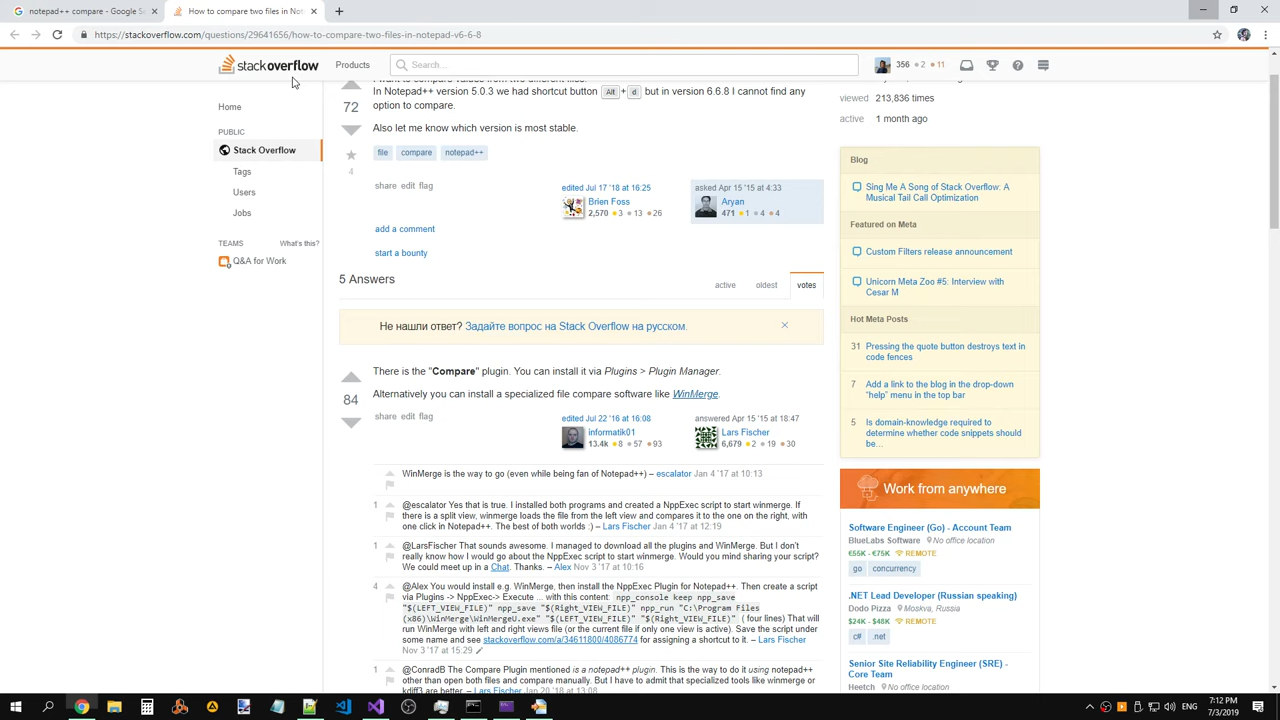 notepad++ compare - Google Se
How to compare two files in Note
https://stackoverflow.com/questions/29641656/how-to-compare-two-files-in-notepad-v6-6-8
stackoverflow
Products
Search…
356 2 11
In Notepad++ version 5.0.3 we had shortcut button Alt + d but in version 6.6.8 I cannot find any
option to compare.
72
Also let me know which version is most stable.
file compare notepad++
4
share edit flag
edited Jul 17 '18 at 16:25
Brien Foss
2,570 3 13 26
asked Apr 15 '15 at 4:33
Aryan
471 1 4 4
add a comment
start a bounty
Home
PUBLIC
Stack Overflow
Tags
Users
Jobs
TEAMS What's this?
Q&A for Work
5 Answers
active oldest votes
Не нашли ответ? Задайте вопрос на Stack Overflow на русском.
There is the "Compare" plugin. You can install it via Plugins > Plugin Manager.
84
Alternatively you can install a specialized file compare software like WinMerge.
share edit flag
edited Jul 22 '16 at 16:08
informatik01
13.4k 8 57 93
answered Apr 15 '15 at 18:47
Lars Fischer
6,679 2 19 30
WinMerge is the way to go (even while being fan of Notepad++) – escalator Jan 4 '17 at 10:13
1 @escalator Yes that is true. I installed both programs and created a NppExec script to start winmerge. If
there is a split view, winmerge loads the file from the left view and compares it to the one on the right, with
one click in Notepad++. The best of both worlds :) – Lars Fischer Jan 4 '17 at 12:19
1 @LarsFischer That sounds awesome. I managed to download all the plugins and WinMerge. But I don't
really know how I would go about the NppExec script to start winmerge. Would you mind sharing your script?
We could meet up in a Chat. Thanks. – Alex Nov 3 '17 at 10:16
4 @Alex You would install e.g. WinMerge, then install the NppExec Plugin for Notepad++. Then create a script
via Plugins -> NppExec-> Execute ... with this content: npp_console keep npp_save
"$(LEFT_VIEW_FILE)" npp_save "$(Right_VIEW_FILE)" npp_run "C:\Program Files
(x86)\WinMerge\WinMergeU.exe" "$(LEFT_VIEW_FILE)" "$(Right_VIEW_FILE)" ( four lines) That will
run WinMerge with left and right views file (or the current file if only one view is active). Save the script under
some name and see stackoverflow.com/a/34611800/4086774 for assigning a shortcut to it. – Lars Fischer
Nov 3 '17 at 15:29
1 @ConradB The Compare Plugin mentioned is a notepad++ plugin. This is the way to do it using notepad++
other than open both files and compare manually. But I have to admit that specialized tools like winmerge or
kdiff3 are better. – Lars Fischer Jan 20 '18 at 13:08
viewed 213,836 times
active 1 month ago
Blog
Sing Me A Song of Stack Overflow: A
Musical Tail Call Optimization
Featured on Meta
Custom Filters release announcement
Unicorn Meta Zoo #5: Interview with
Cesar M
Hot Meta Posts
31 Pressing the quote button destroys text in
code fences
7 Add a link to the blog in the drop-down
"help" menu in the top bar
5 Is domain-knowledge required to
determine whether code snippets should
be…
Work from anywhere
Software Engineer (Go) - Account Team
BlueLabs Software No office location
€55K - €75K REMOTE
go concurrency
.NET Lead Developer (Russian speaking)
Dodo Pizza Moskva, Russia
$24K - $48K REMOTE
c# .net
Senior Site Reliability Engineer (SRE) -
Core Team
Heetch No office location
ENG
7:12 PM
7/3/2019